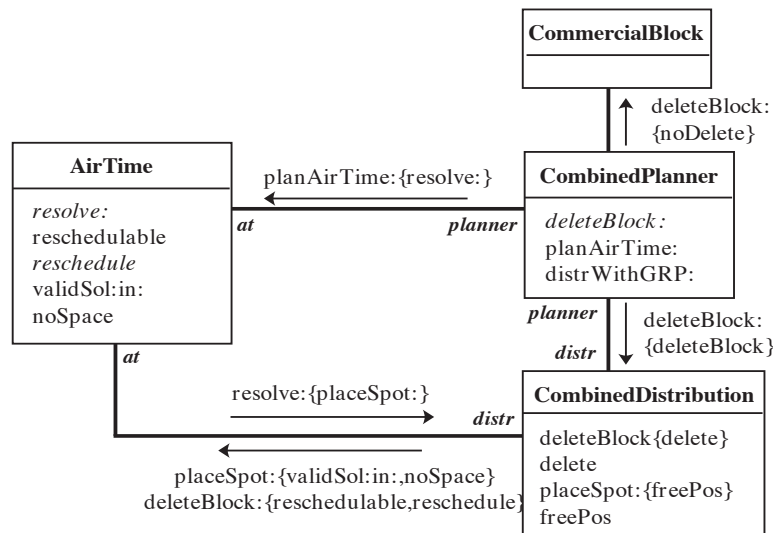 CommercialBlock
deleteBlock:
{noDelete}
AirTime
resolve:
reschedulable
reschedule
validSol:in:
noSpace
planAirTime:{resolve:}
at
planner
CombinedPlanner
deleteBlock:
planAirTime:
distrWithGRP:
planner
deleteBlock:
{deleteBlock}
distr
at
resolve:{placeSpot:}
distr
placeSpot:{validSol:in:,noSpace}
deleteBlock:{reschedulable,reschedule}
CombinedDistribution
deleteBlock{delete}
delete
placeSpot:{freePos}
freePos